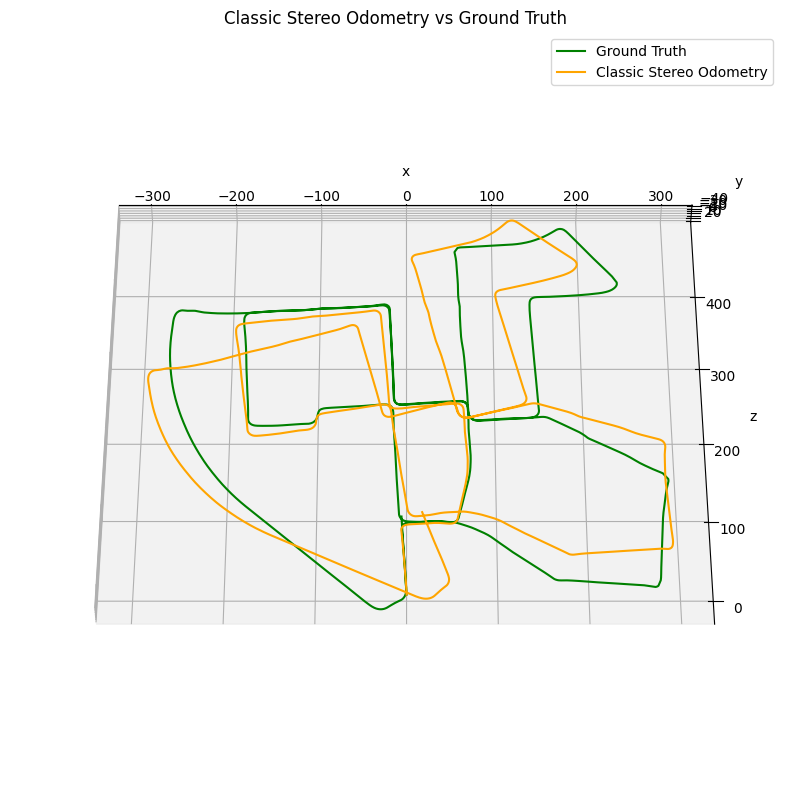 Classic Stereo Odometry vs Ground Truth
Ground Truth
Classic Stereo Odometry
x
y
−300 −200 −100 0 100 200 300
20
400
300
z
200
100
0